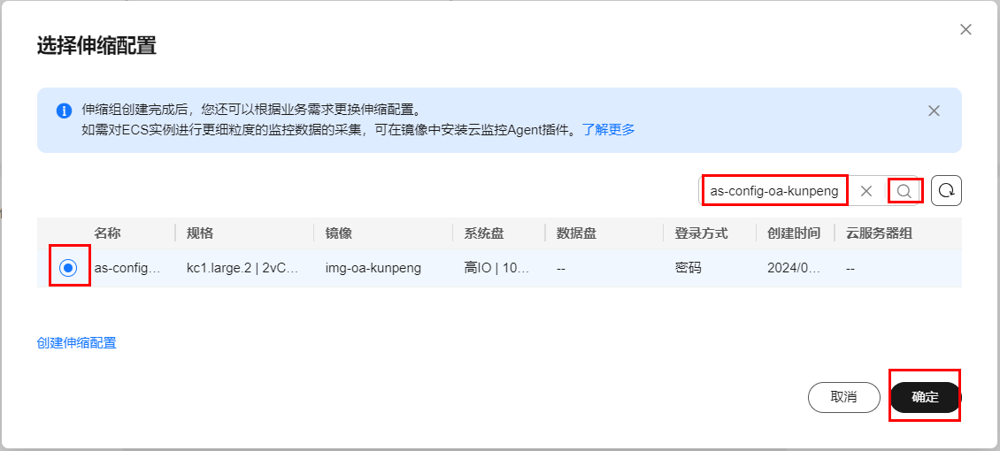 选择伸缩配置
伸缩组创建完成后，您还可以根据业务需求更换伸缩配置。
如需对ECS实例进行更细粒度的监控数据的采集，可在镜像中安装云监控Agent插件。了解更多
as-config-oa-kunpeng
名称 规格 镜像 系统盘 数据盘 登录方式 创建时间 云服务器组
as-config... kc1.large.2 | 2vC... img-oa-kunpeng 高IO | 10... -- 密码 2024/0... --
创建伸缩配置
取消 确定